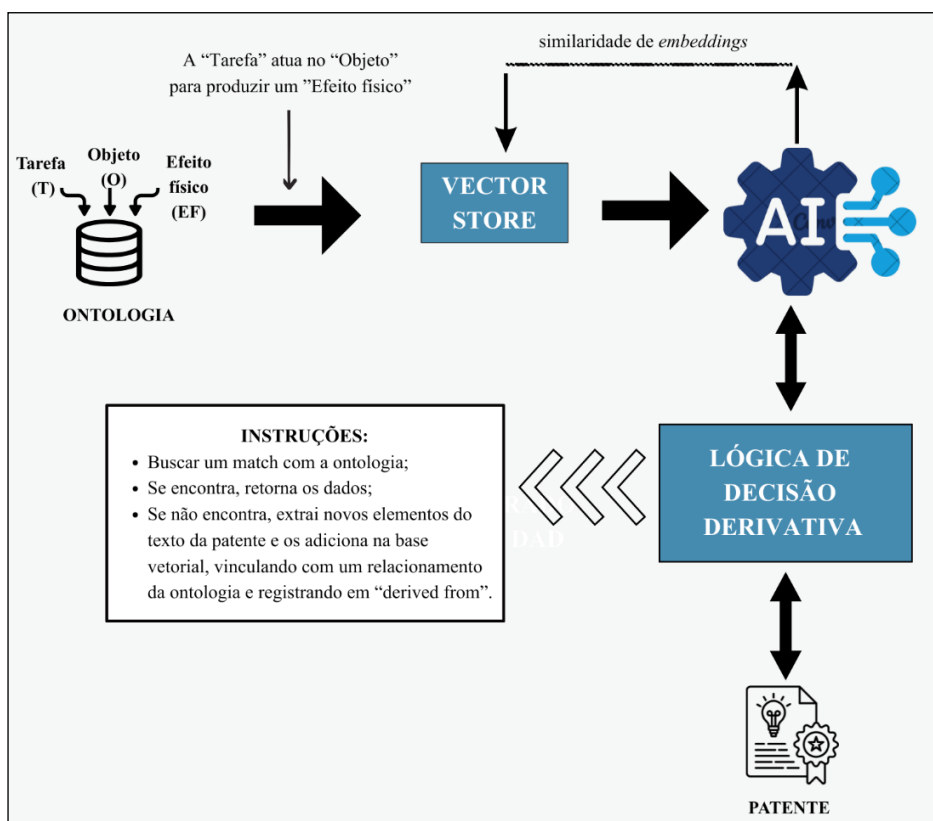 similaridade de embeddings
A “Tarefa” atua no “Objeto”
para produzir um ”Efeito físico”
Tarefa
(T)
Objeto
(O)
Efeito
físico
(EF)
ONTOLOGIA
VECTOR
STORE
AI
INSTRUÇÕES:
• Buscar um match com a ontologia;
• Se encontra, retorna os dados;
• Se não encontra, extrai novos elementos do
texto da patente e os adiciona na base
vetorial, vinculando com um relacionamento
da ontologia e registrando em “derived from”.
DAD
LÓGICA DE
DECISÃO
DERIVATIVA
PATENTE